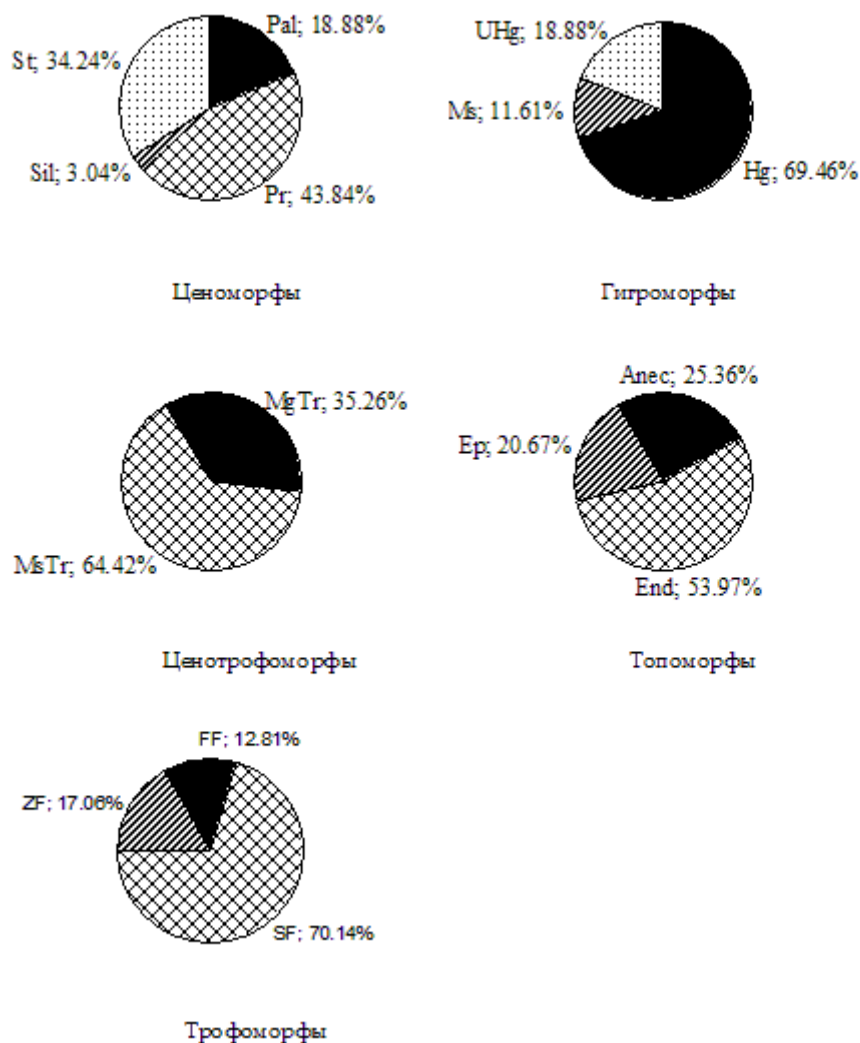 Pal; 18.88%
St; 34.24%
Sil; 3.04%
Pr; 43.84%
Ценоморфы
UHg; 18.88%
Ms; 11.61%
Hg; 69.46%
Гигроморфы
MgTr; 35.26%
MsTr; 64.42%
Ценотрофоморфы
Anec; 25.36%
Ep; 20.67%
End; 53.97%
Топоморфы
FF; 12.81%
ZF; 17.06%
SF; 70.14%
Трофоморфы